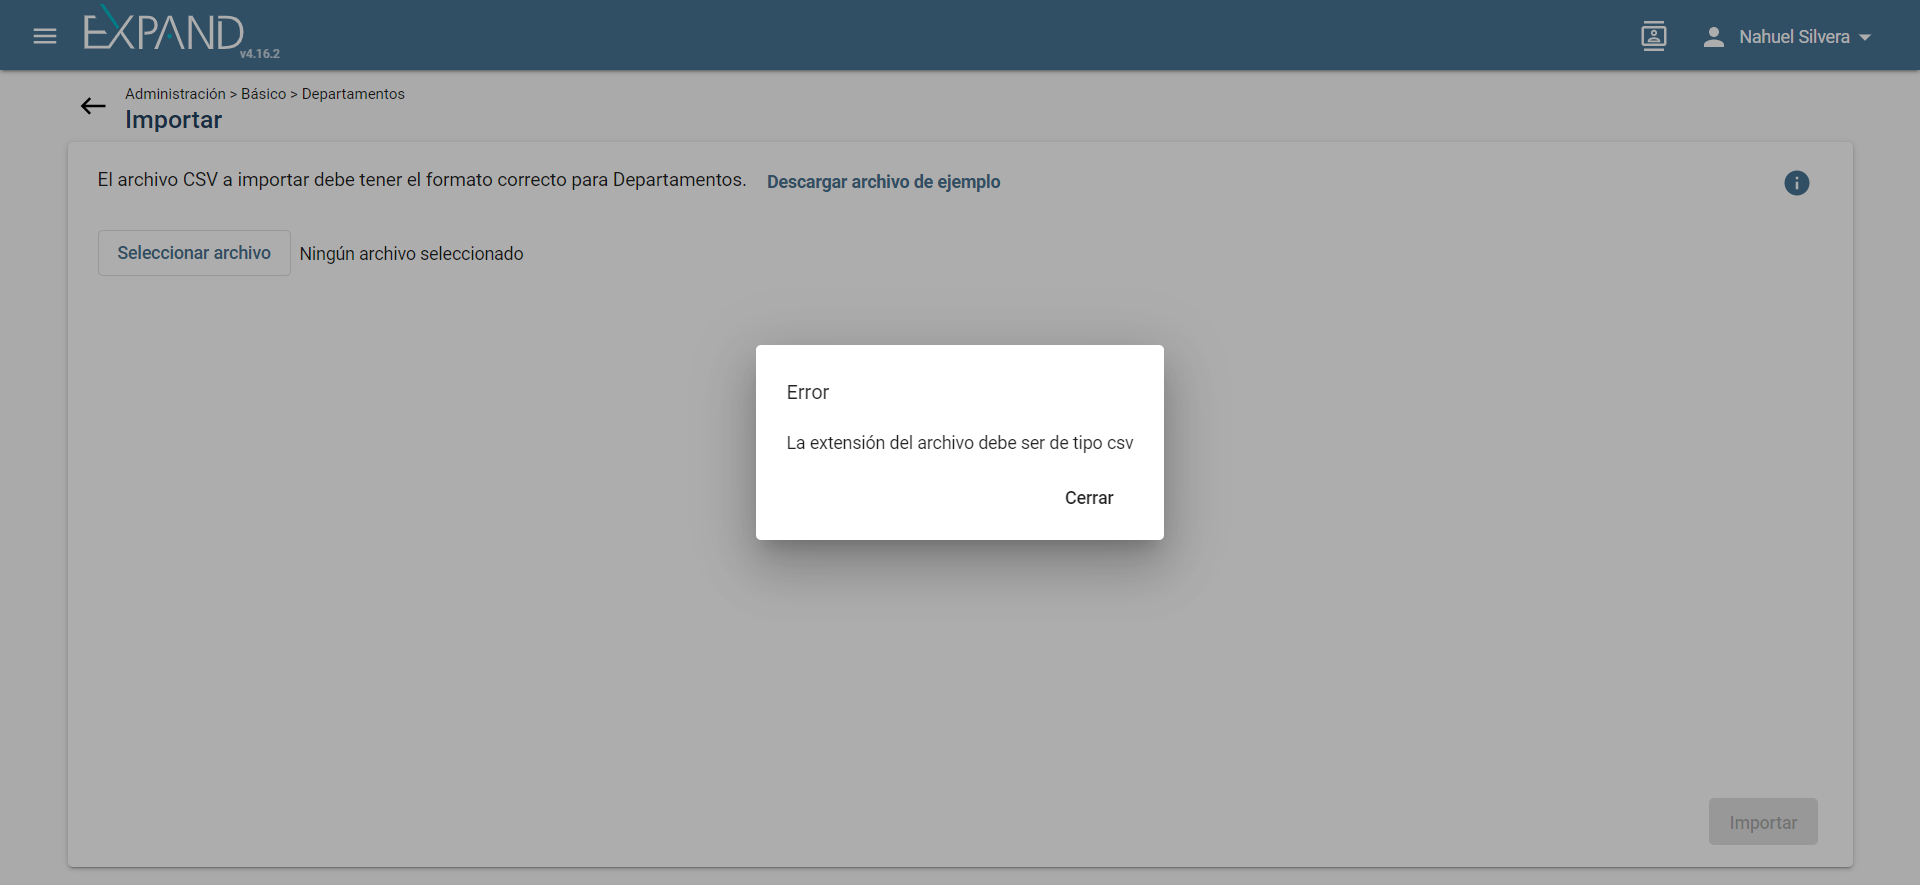 EXPAND
v4.16.2
Nahuel Silvera
Administración > Básico > Departamentos
Importar
El archivo CSV a importar debe tener el formato correcto para Departamentos.
Descargar archivo de ejemplo
Seleccionar archivo
Ningún archivo seleccionado
Error
La extensión del archivo debe ser de tipo csv
Cerrar
Importar